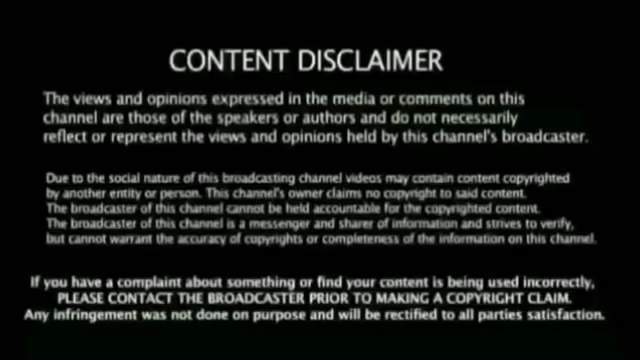 CONTENT DISCLAIMER
The views and opinions expressed in the media or comments on this
channel are those of the speakers or authors and do not necessarily
reflect or represent the views and opinions held by this channel's broadcaster.
Due to the social nature of this broadcasting channel videos may contain content copyrighted
by another entity or person. This channel's owner claims no copyright to said content.
The broadcaster of this channel cannot be held accountable for the copyrighted content.
The broadcaster of this channel is a messenger and sharer of information and strives to verify,
but cannot warrant the accuracy of copyrights or completeness of the information on this channel.
If you have a complaint about something or find your content is being used incorrectly,
PLEASE CONTACT THE BROADCASTER PRIOR TO MAKING A COPYRIGHT CLAIM.
Any infringement was not done on purpose and will be rectified to all parties satisfaction.